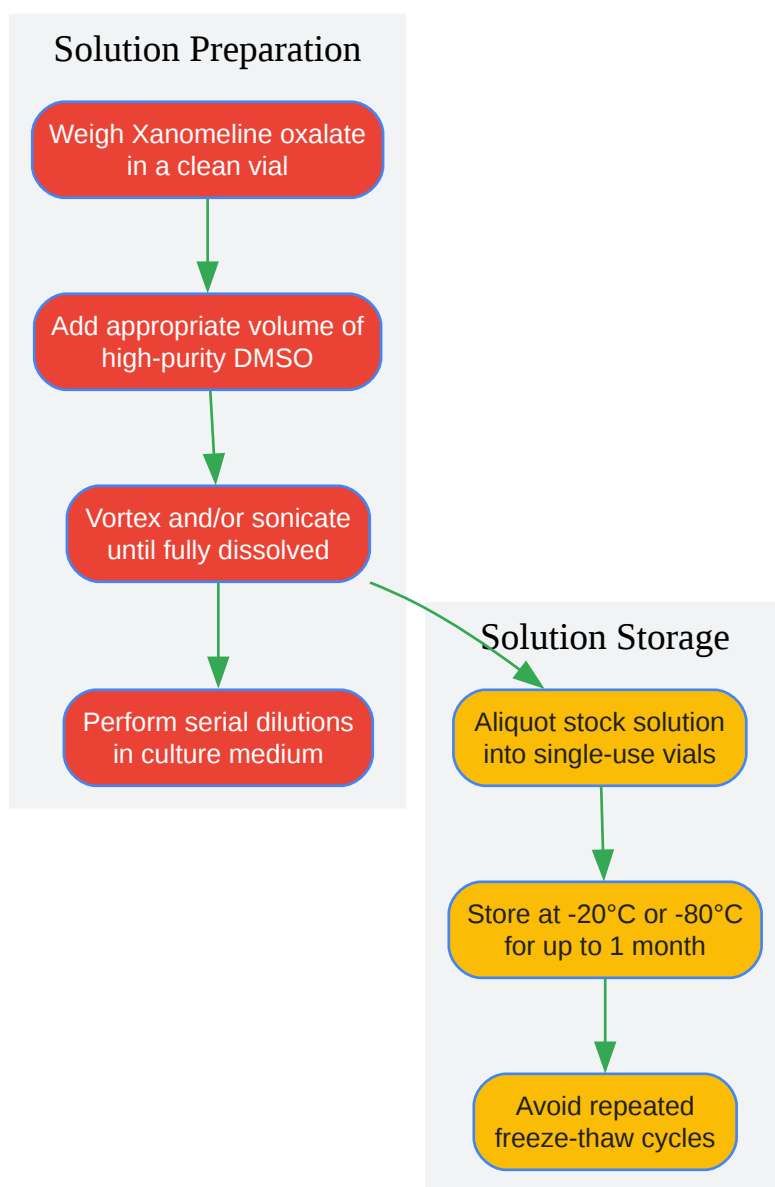 Solution Preparation
Weigh Xanomeline oxalate
in a clean vial
Add appropriate volume of
high-purity DMSO
Vortex and/or sonicate
until fully dissolved
Perform serial dilutions
in culture medium
Solution Storage
Aliquot stock solution
into single-use vials
Store at -20°C or -80°C
for up to 1 month
Avoid repeated
freeze-thaw cycles